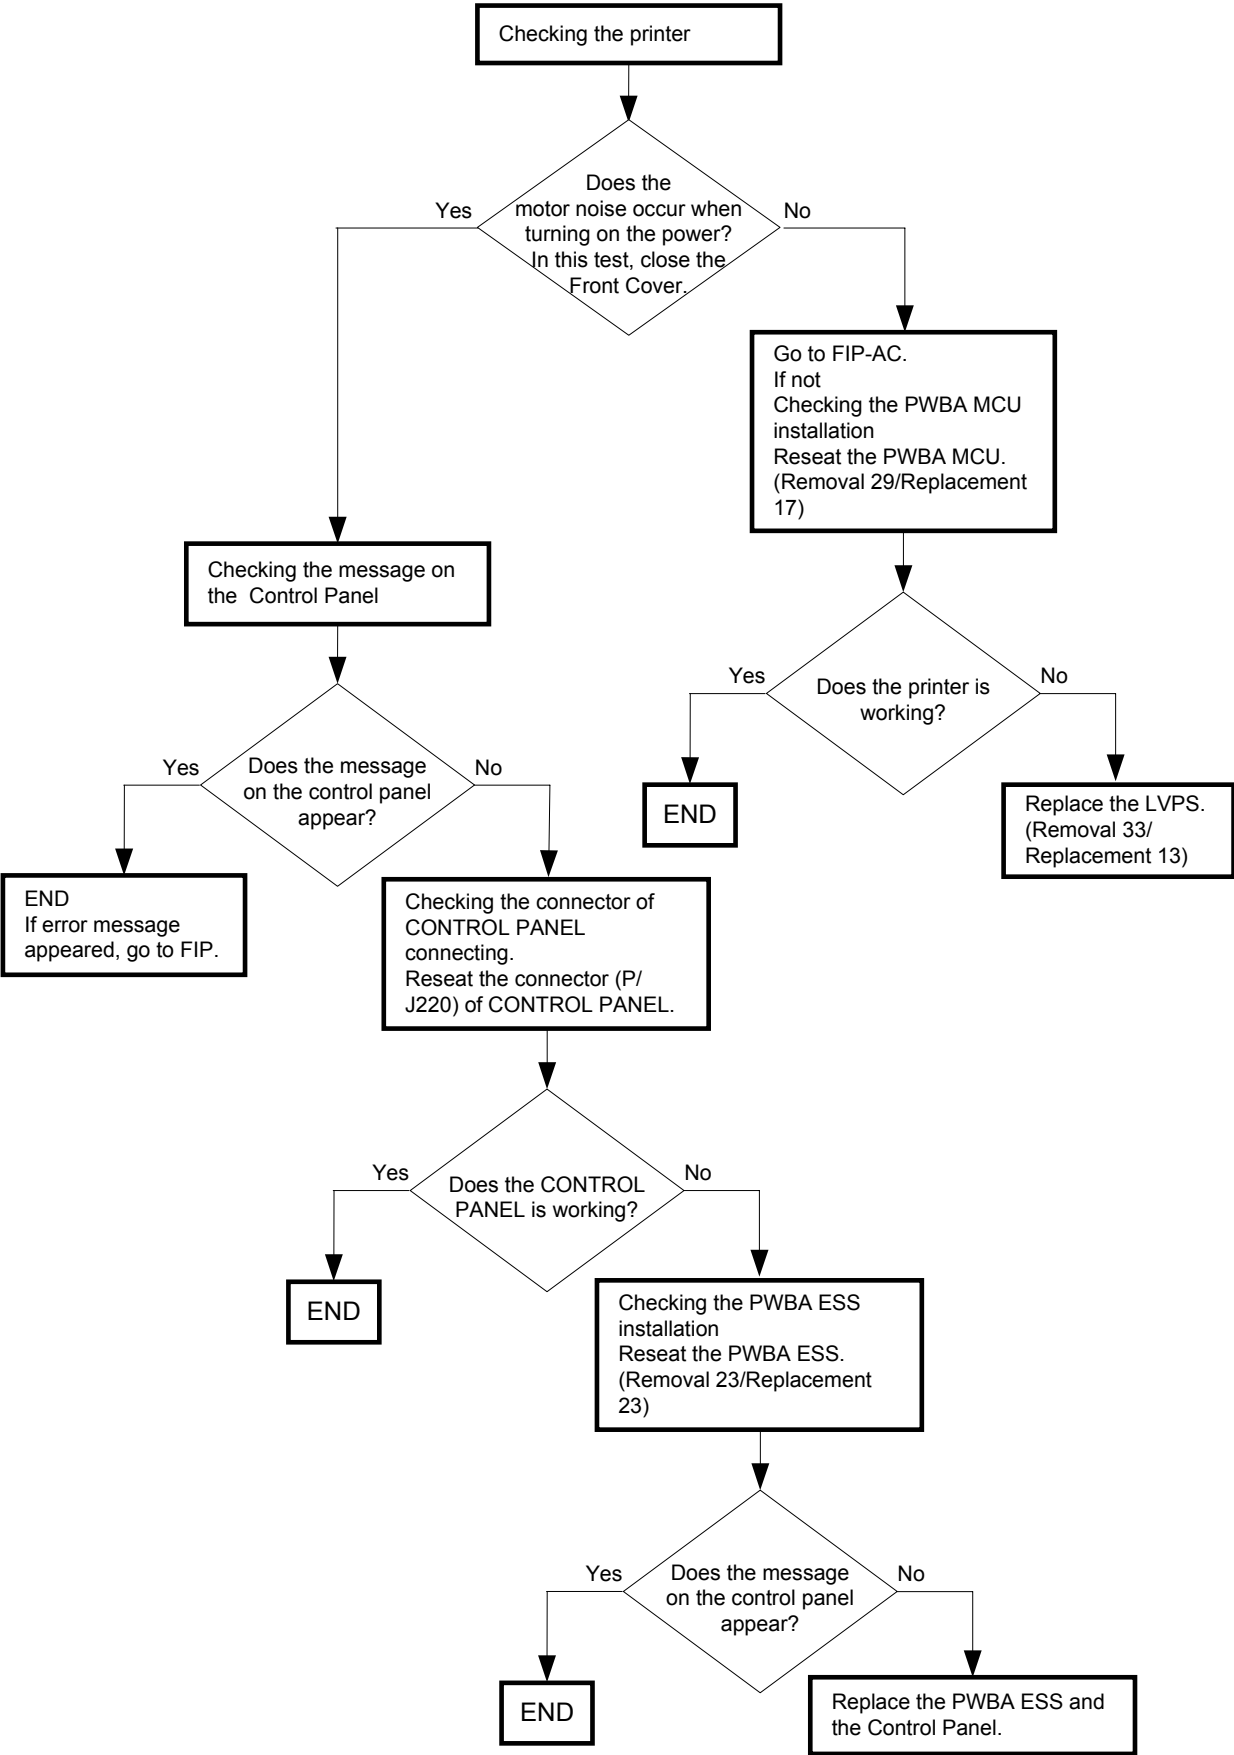 Checking the printer
Does the
motor noise occur when
turning on the power?
In this test, close the
Front Cover.
Yes
No
Go to FIP-AC.
If not
Checking the PWBA MCU
installation
Reseat the PWBA MCU.
(Removal 29/Replacement
17)
Checking the message on
the  Control Panel
Yes
Does the printer is
working?
No
Yes
Does the message
on the control panel
appear?
No
END
Replace the LVPS.
(Removal 33/
Replacement 13)
END
If error message
appeared, go to FIP.
Checking the connector of
CONTROL PANEL
connecting.
Reseat the connector (P/
J220) of CONTROL PANEL.
Yes
Does the CONTROL
PANEL is working?
No
END
Checking the PWBA ESS
installation
Reseat the PWBA ESS.
(Removal 23/Replacement
23)
Yes
Does the message
on the control panel
appear?
No
END
Replace the PWBA ESS and
the Control Panel.